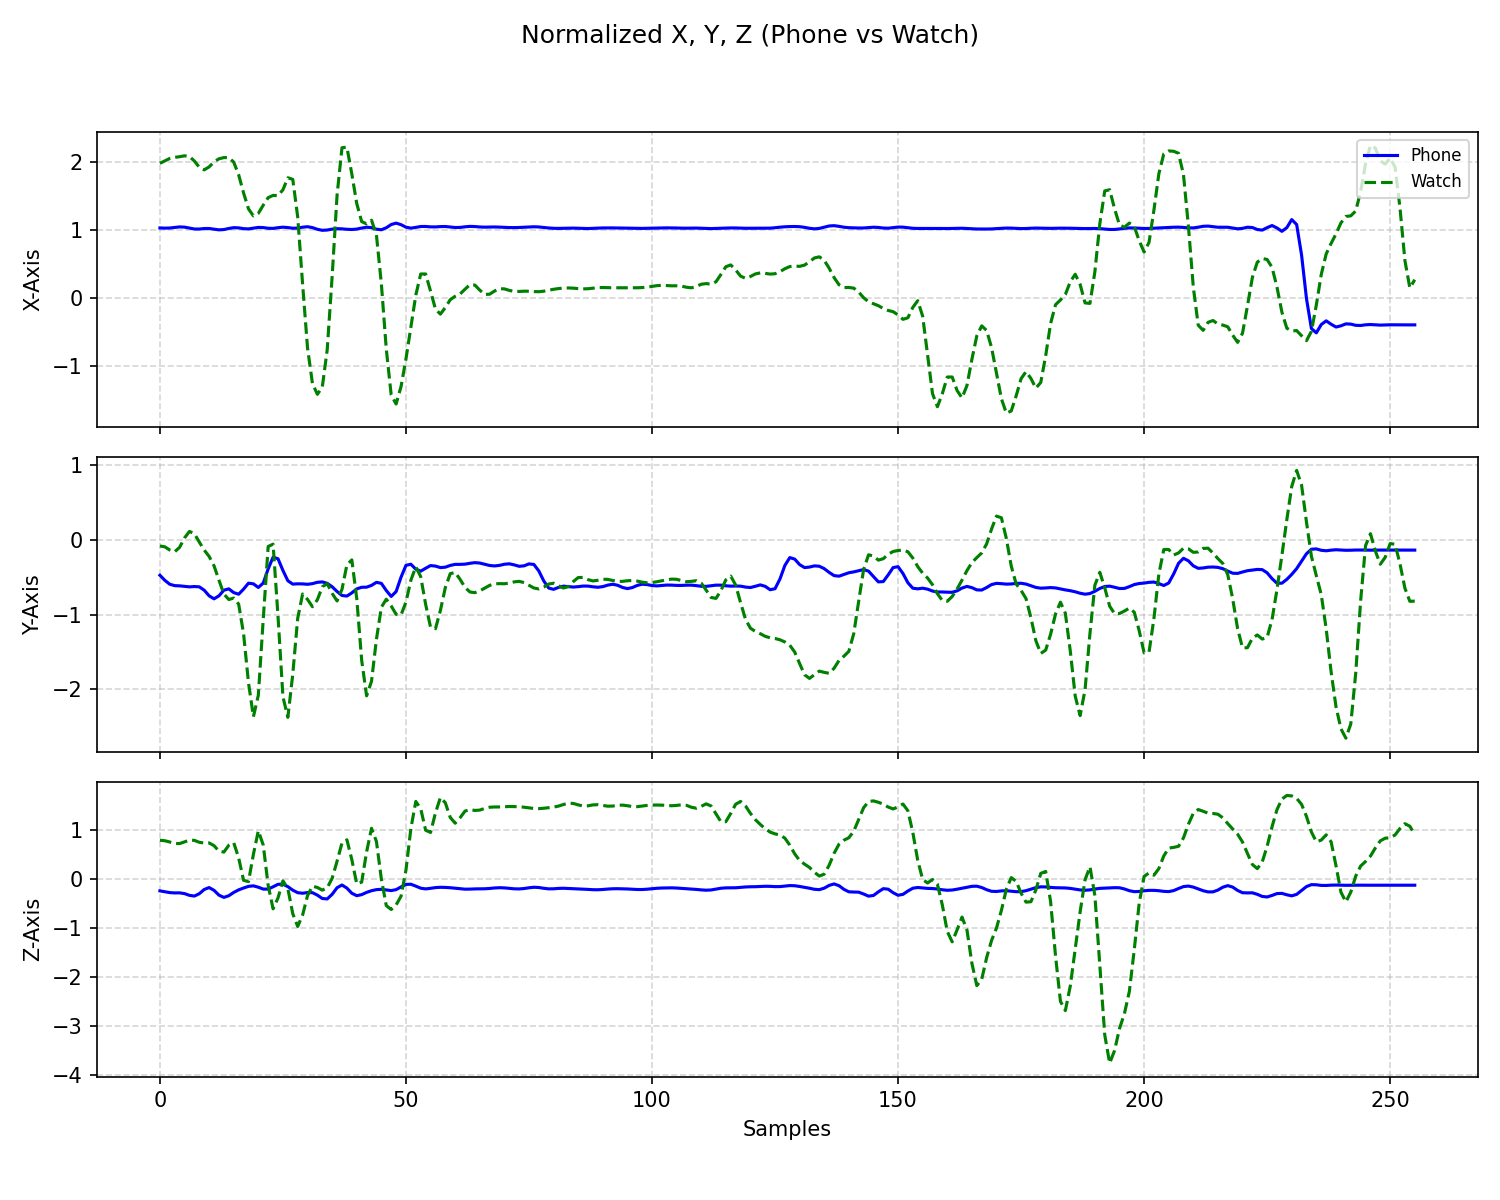 Normalized X, Y, Z (Phone vs Watch)
Phone
Watch
2
1
0
−1
X-Axis
1
0
−1
−2
Y-Axis
1
0
−1
−2
−3
−4
Z-Axis
0 50 100 150 200 250
Samples